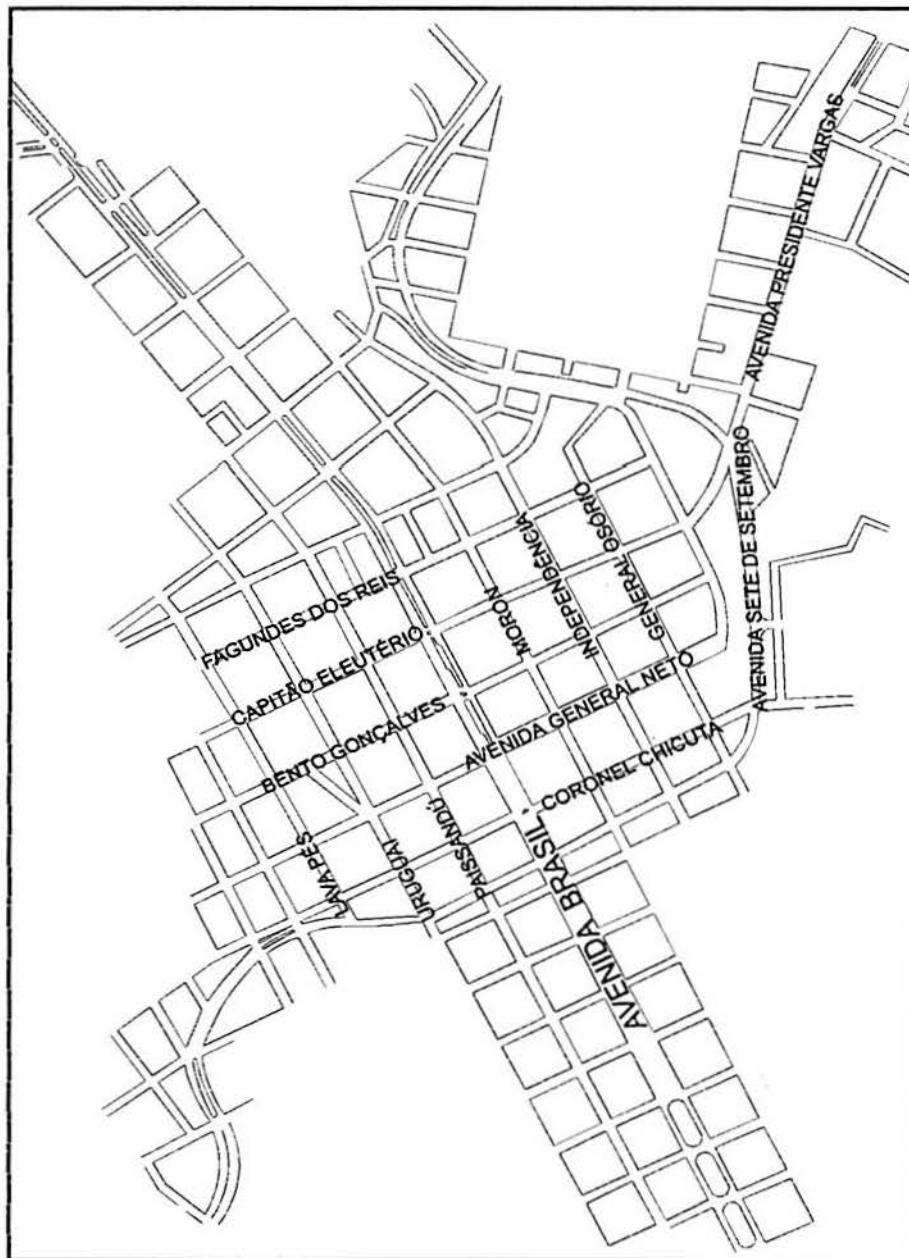 AVENIDA PRESIDENTE VARGAS
AVENIDA SETE DE SETEMBRO
GENERAL OSÓRIO
INDEPENDÊNCIA
MORON
FAGUNDES DOS REIS
CAPITÃO ELEUTÉRIO
BENTO GONÇALVES
AVENIDA GENERAL NETO
CORONEL CHICUTA
LAVA PÉS
URUGUAI
PAISSANDÚ
AVENIDA BRASIL